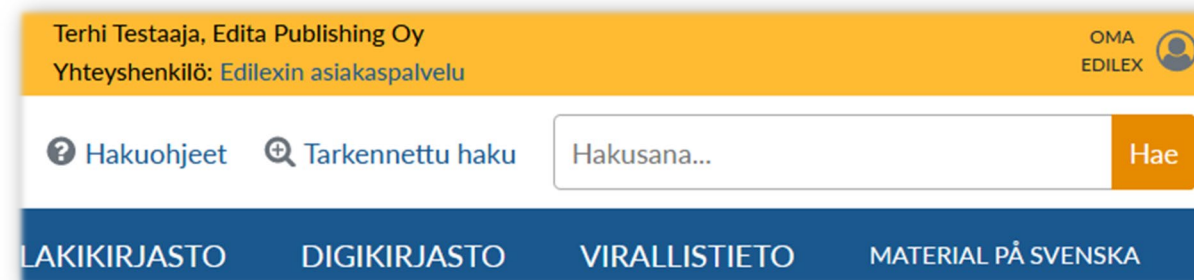 Terhi Testaaja, Edita Publishing Oy
Yhteyshenkilö: Edilexin asiakaspalvelu
OMA
EDILEX
Hakuohjeet Tarkennettu haku Hakusana... Hae
LAKIKIRJASTO DIGIKIRJASTO VIRALLISTIETO MATERIAL PÅ SVENSKA